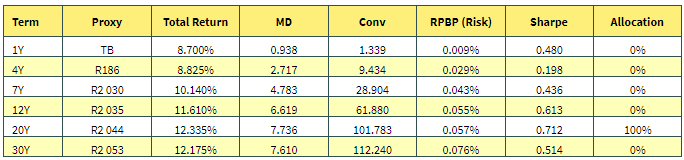 Term Proxy Total Return MD Conv RPBP (Risk) Sharpe Allocation
1Y TB 8.700% 0.938 1.339 0.009% 0.480 0%
4Y R186 8.825% 2.717 9.434 0.029% 0.198 0%
7Y R2 030 10.140% 4.783 28.904 0.043% 0.436 0%
12Y R2 035 11.610% 6.619 61.880 0.055% 0.613 0%
20Y R2 044 12.335% 7.736 101.783 0.057% 0.712 100%
30Y R2 053 12.175% 7.610 112.240 0.076% 0.514 0%